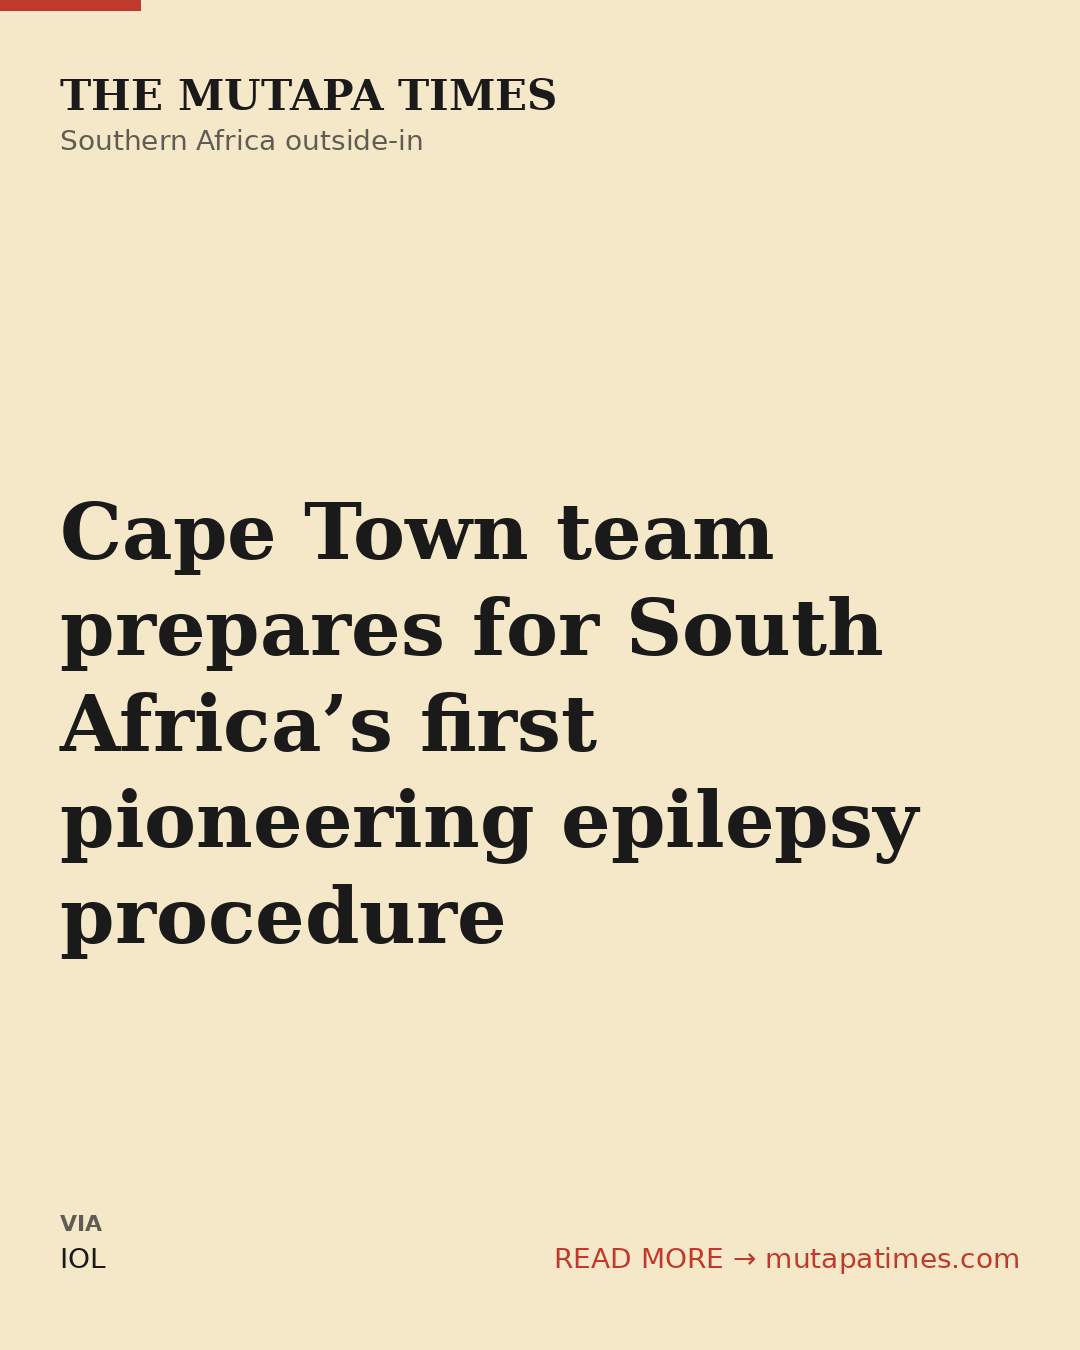 THE MUTAPA TIMES
Southern Africa outside-in
Cape Town team
prepares for South
Africa’s first
pioneering epilepsy
procedure
VIA
IOL
READ MORE → mutapatimes.com